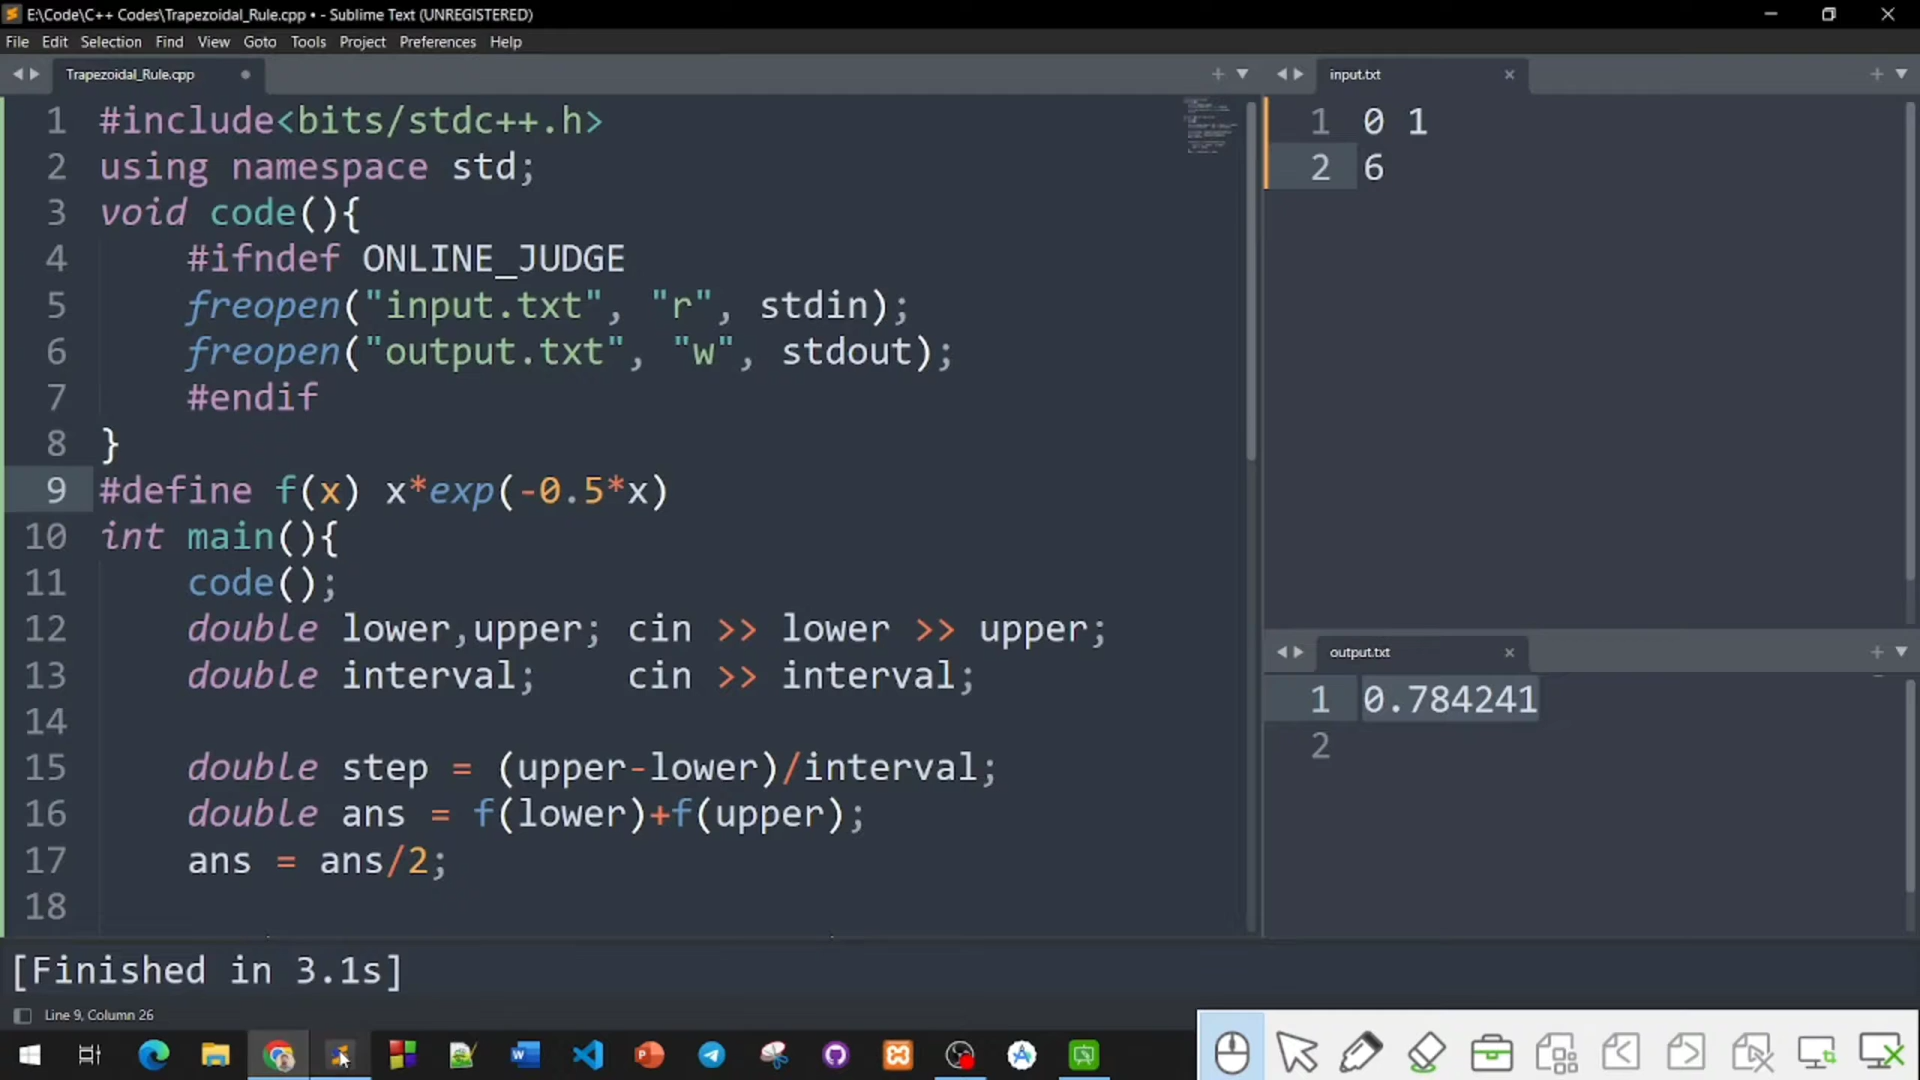 E:\Code\C++ Codes\Trapezoidal_Rule.cpp • - Sublime Text (UNREGISTERED)
File Edit Selection Find View Goto Tools Project Preferences Help
Trapezoidal_Rule.cpp
1 #include<bits/stdc++.h>
2 using namespace std;
3 void code(){
4 #ifndef ONLINE_JUDGE
5 freopen("input.txt", "r", stdin);
6 freopen("output.txt", "w", stdout);
7 #endif
8 }
9 #define f(x) x*exp(-0.5*x)
10 int main(){
11 code();
12 double lower,upper; cin >> lower >> upper;
13 double interval; cin >> interval;
14
15 double step = (upper-lower)/interval;
16 double ans = f(lower)+f(upper);
17 ans = ans/2;
18
input.txt
1 0 1
2 6
output.txt
1 0.784241
2
[Finished in 3.1s]
Line 9, Column 26